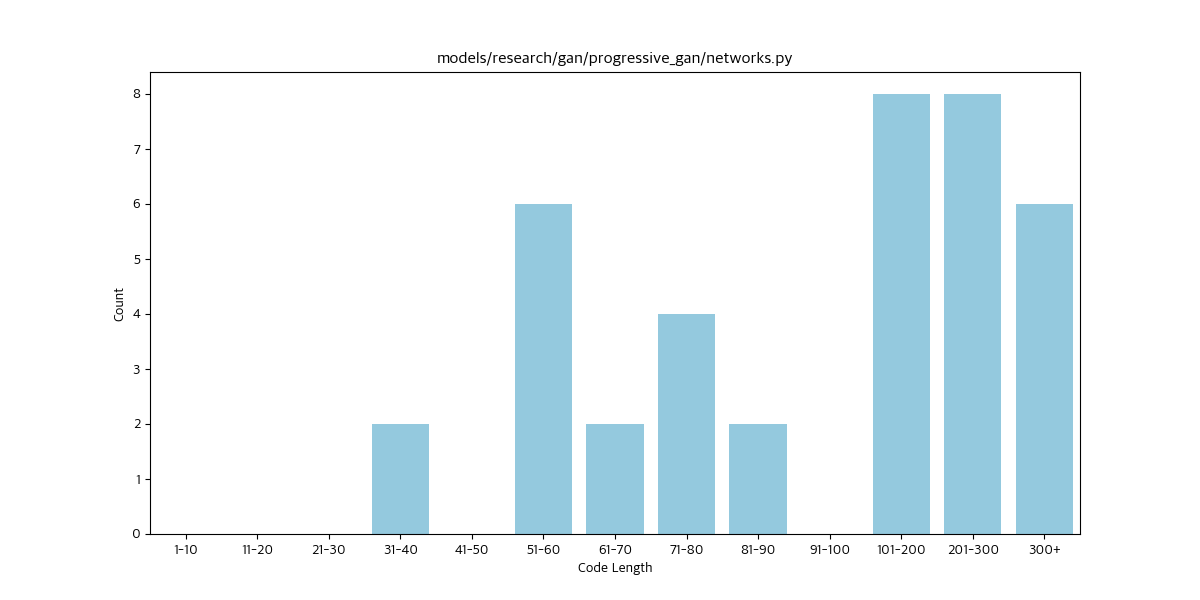 models/research/gan/progressive_gan/networks.py
Count
8
7
6
5
4
3
2
1
0
1-10 11-20 21-30 31-40 41-50 51-60 61-70 71-80 81-90 91-100 101-200 201-300 300+
Code Length